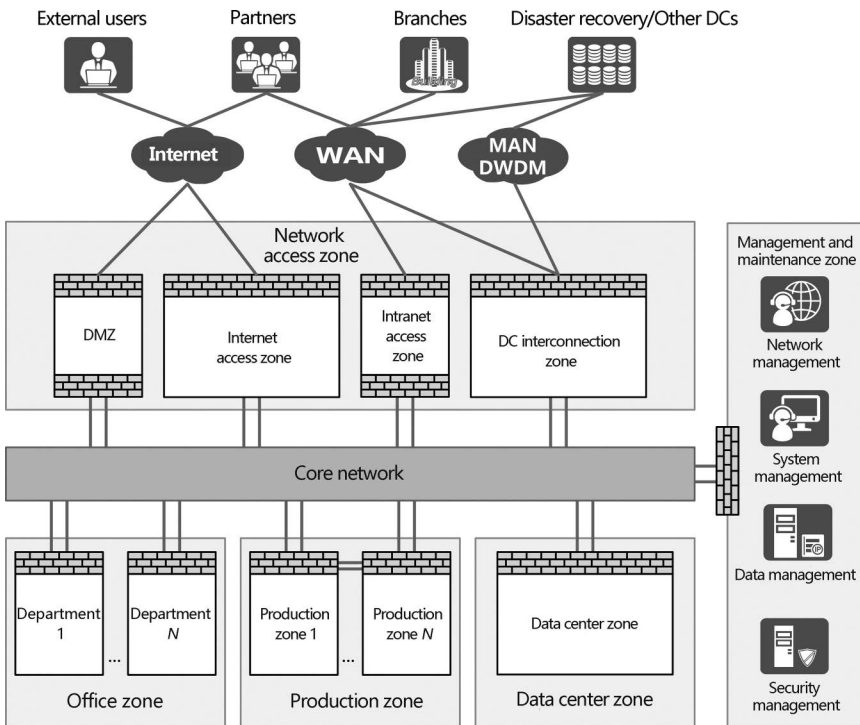 External users
Partners
Branches
Disaster recovery/Other DCs
Building
Internet
WAN
MAN
DWDM
Network
access zone
DMZ
Internet
access zone
Intranet
access
zone
DC interconnection
zone
Management and
maintenance zone
Network
management
System
management
IP
Data management
Security
management
Core network
Department
1
...
Department
N
Office zone
Production
zone 1
...
Production
zone N
Production zone
Data center zone
Data center zone